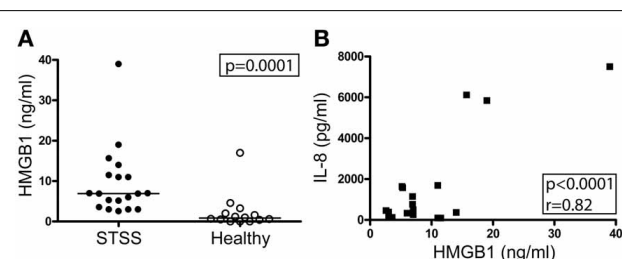 A
HMGB1 (ng/ml)
40
30
20
10
0
p=0.0001
STSS
Healthy
B
IL-8 (pg/ml)
8000
6000
4000
2000
0
p<0.0001
r=0.82
0
10
20
30
40
HMGB1 (ng/ml)